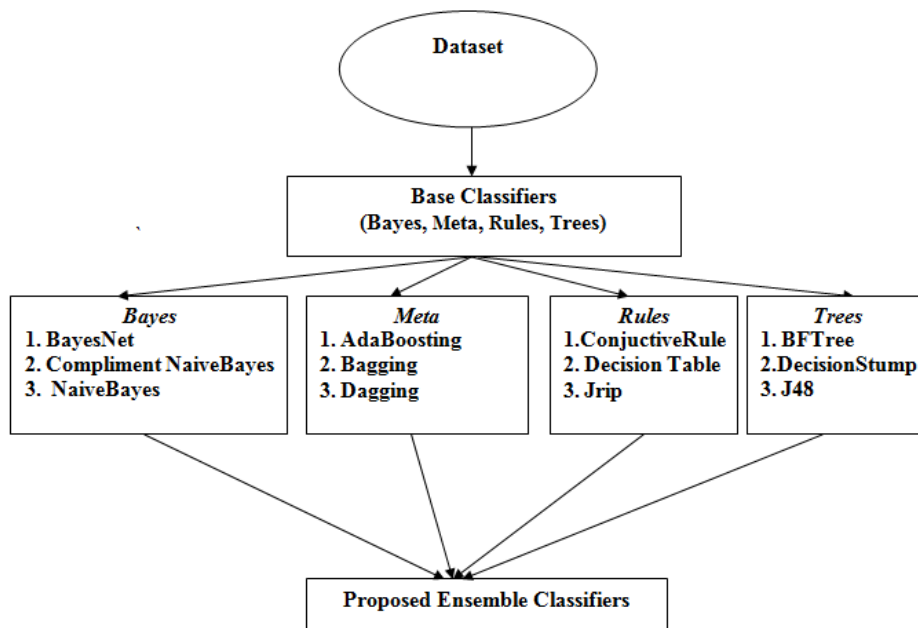 Dataset
Base Classifiers
(Bayes, Meta, Rules, Trees)
Bayes
1. BayesNet
2. Compliment NaiveBayes
3. NaiveBayes
Meta
1. AdaBoosting
2. Bagging
3. Dagging
Rules
1.ConjuctiveRule
2. Decision Table
3. Jrip
Trees
1. BFTree
2.DecisionStump
3. J48
Proposed Ensemble Classifiers